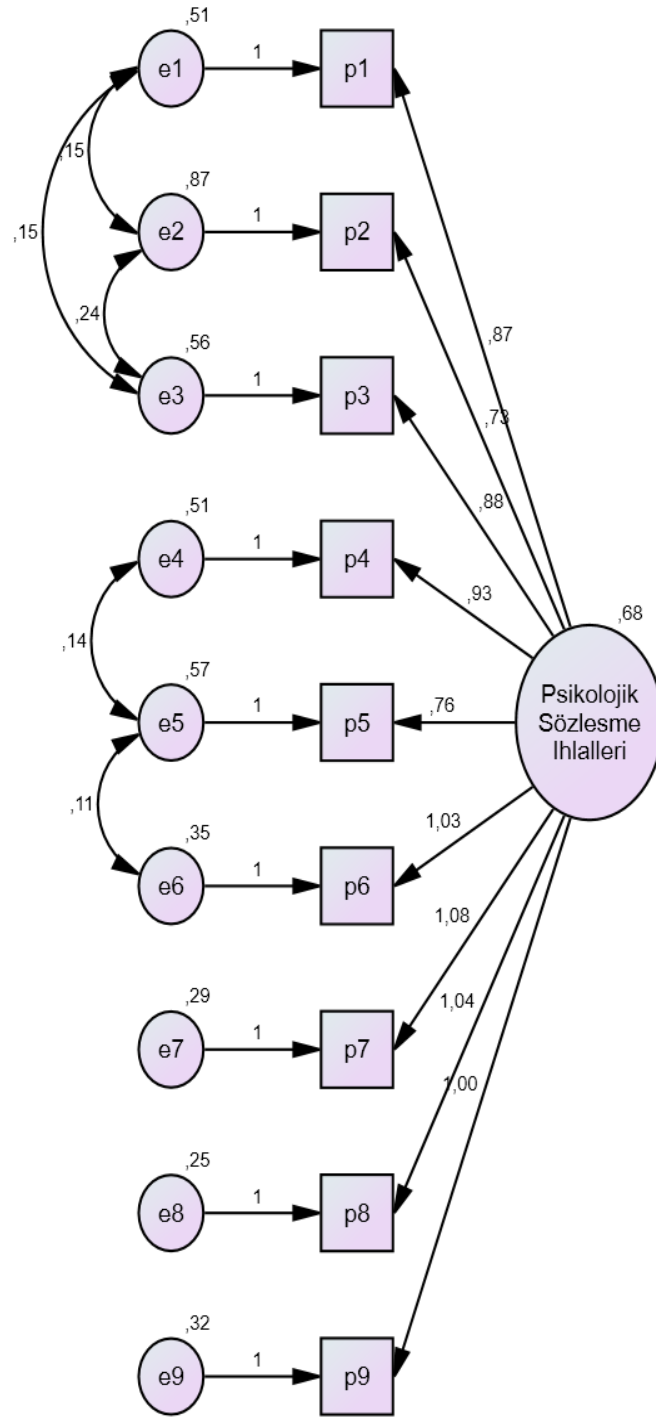 ,51
e1
1
p1
,15
,87
e2
1
p2
,15
,24
,56
e3
1
p3
,87
,73
,88
,51
e4
1
p4
,93
,14
,57
e5
1
p5
,76
,68
Psikolojik
Sözlesme
Ihlalleri
,11
,35
e6
1
p6
1,03
1,08
1,04
1,00
,29
e7
1
p7
,25
e8
1
p8
,32
e9
1
p9